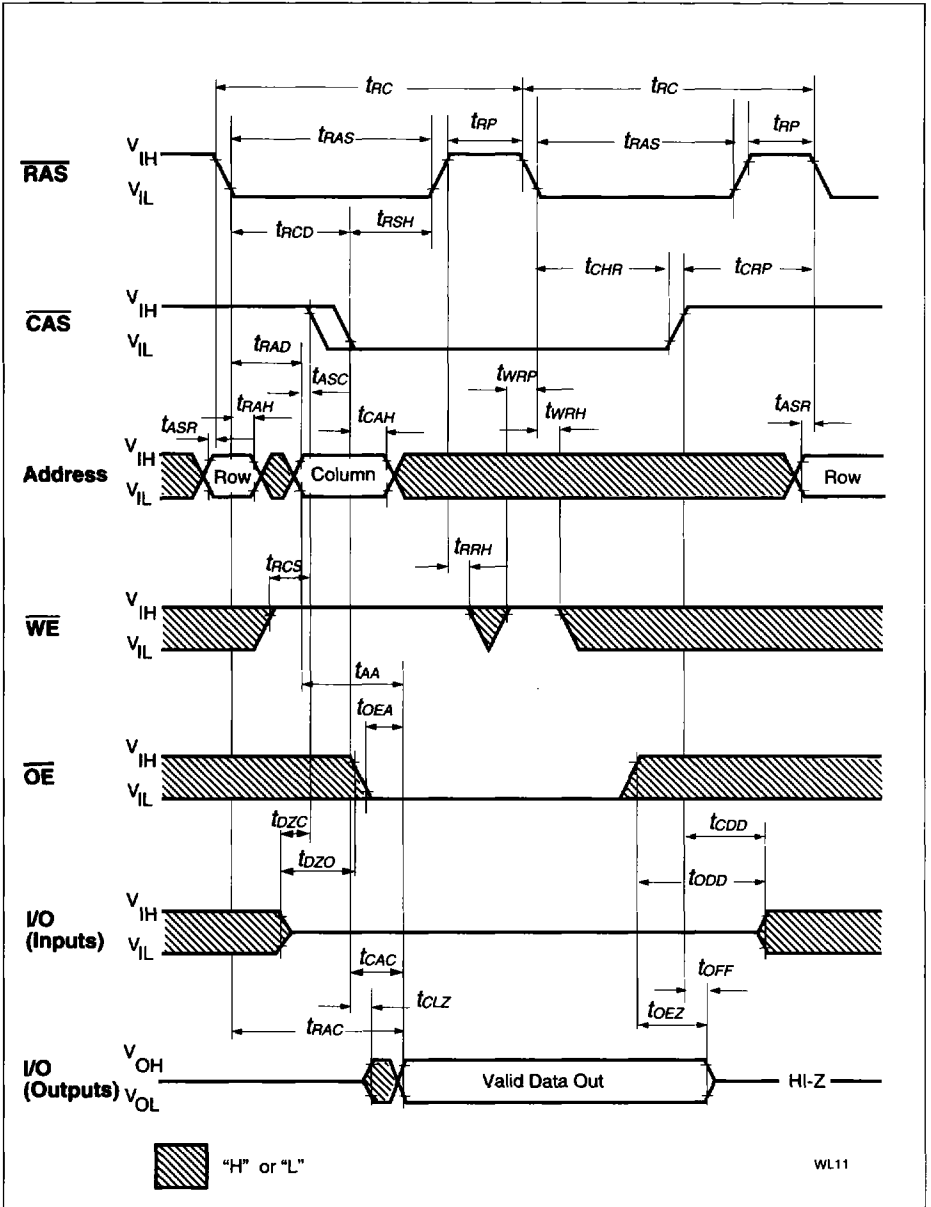 tRC tRC
tRAS tRP tRAS tRP
VIH
RAS
VIL
tRCD tRSH
tCHR tCRP
VIH
CAS
VIL
tRAD
tASC tWRP
tRAH tCAH tWRH
tASR tASR
VIH
Address Row Column Row
VIL
tRRH
tRCS
VIH
WE
VIL
tAA
tOEA
VIH
OE
VIL
tDZC tCDD
tDZO tODD
VIH
I/O
(Inputs)
VIL
tCAC tOFF
tCLZ tOEZ
tRAC
VOH
I/O
(Outputs) Valid Data Out HI-Z
VOL
"H" or "L"
WL11